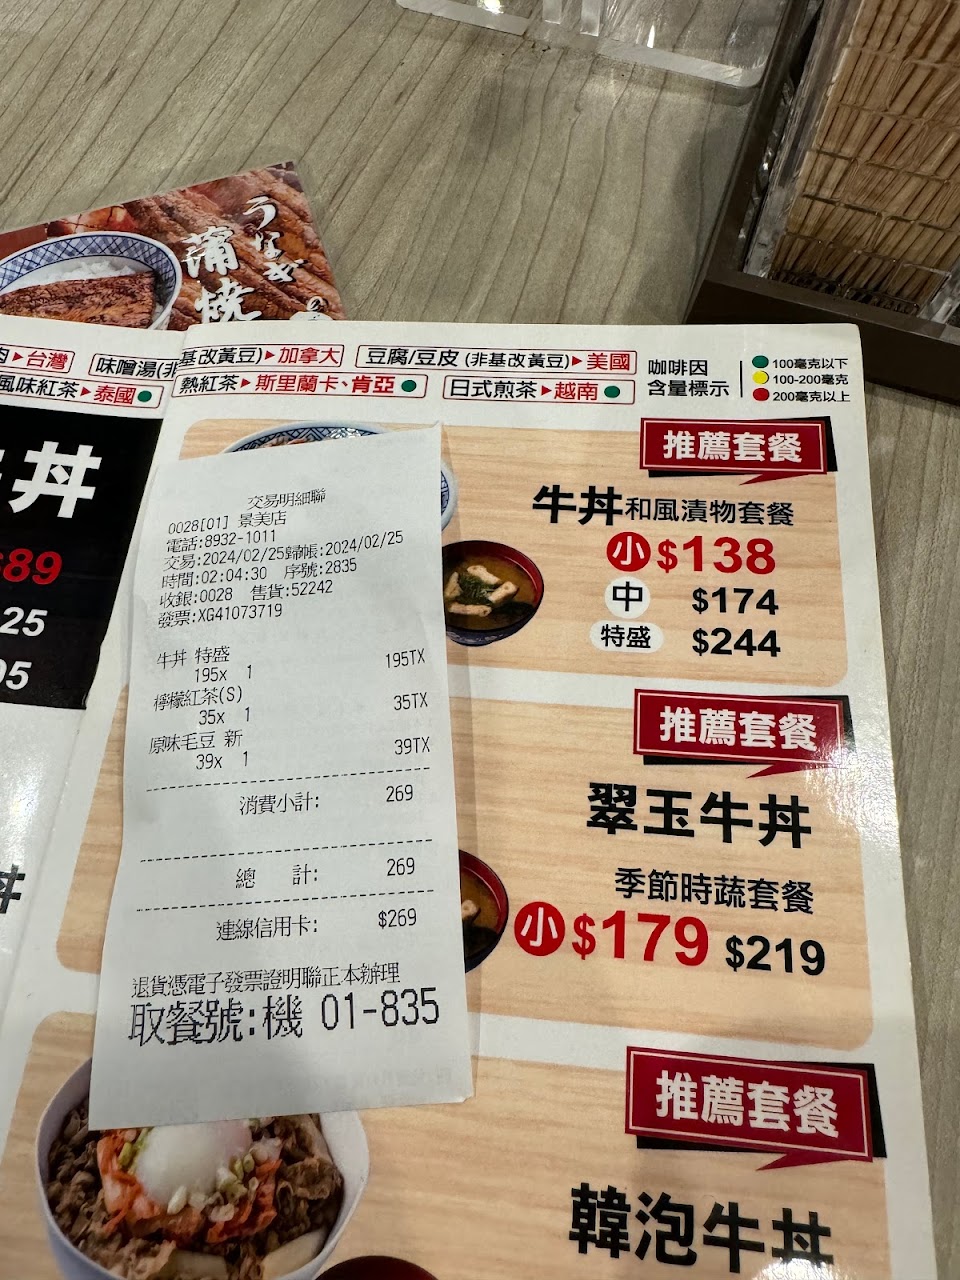 うなぎの
蒲燒
肉▶台灣
味噌湯(非基改黃豆)▶加拿大
豆腐/豆皮(非基改黃豆)▶美國
風味紅茶▶泰國
熱紅茶▶斯里蘭卡、肯亞
日式煎茶▶越南
咖啡因
含量標示
100毫克以下
100-200毫克
200毫克以上
丼
89
25
95
丼
交易明細聯
0028[01] 景美店
電話:8932-1011
交易:2024/02/25歸帳:2024/02/25
時間:02:04:30 序號:2835
收銀:0028 售貨:52242
發票:XG41073719
牛丼 特盛
195x 1 195TX
檸檬紅茶(S)
35x 1 35TX
原味毛豆 新
39x 1 39TX
消費小計: 269
總 計: 269
連線信用卡: $269
退貨憑電子發票證明聯正本辦理
取餐號:機 01-835
推薦套餐
牛丼和風漬物套餐
小 $138
中 $174
特盛 $244
推薦套餐
翠玉牛丼
季節時蔬套餐
小 $179 $219
推薦套餐
韓泡牛丼